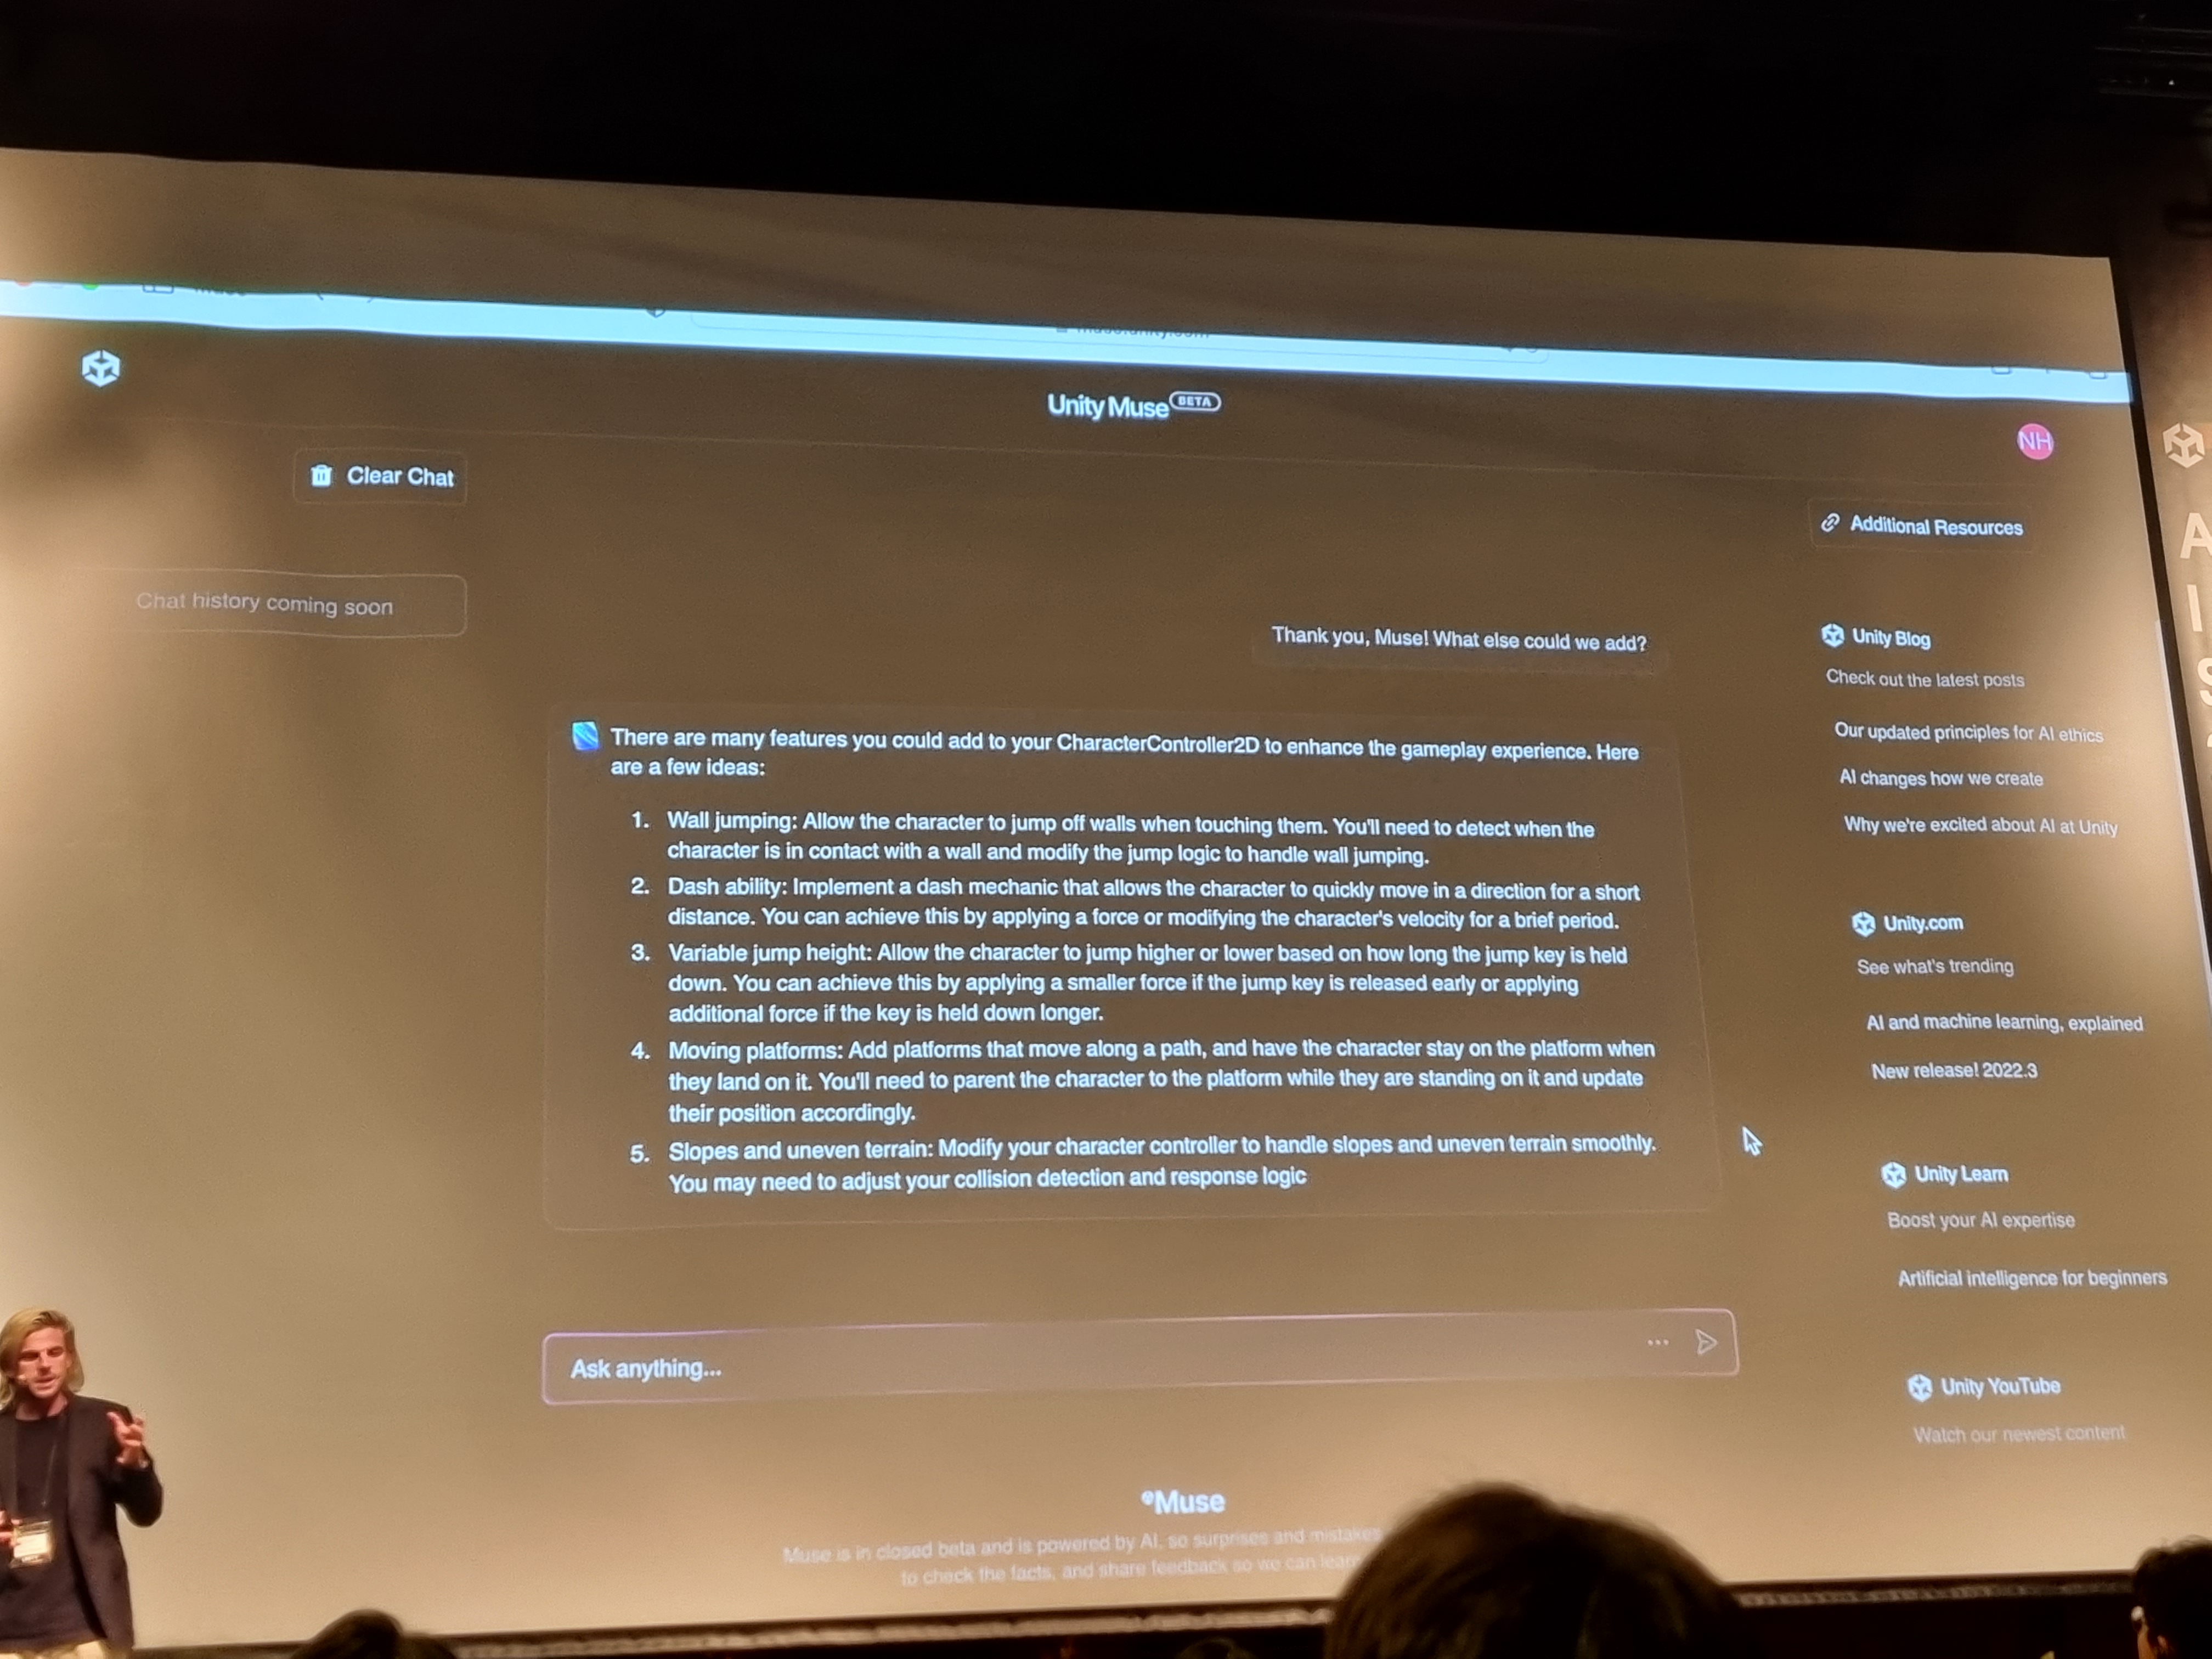 Unity Muse BETA
NH
Clear Chat
Chat history coming soon
Thank you, Muse! What else could we add?
There are many features you could add to your CharacterController2D to enhance the gameplay experience. Here
are a few ideas:
1. Wall jumping: Allow the character to jump off walls when touching them. You'll need to detect when the
character is in contact with a wall and modify the jump logic to handle wall jumping.
2. Dash ability: Implement a dash mechanic that allows the character to quickly move in a direction for a short
distance. You can achieve this by applying a force or modifying the character's velocity for a brief period.
3. Variable jump height: Allow the character to jump higher or lower based on how long the jump key is held
down. You can achieve this by applying a smaller force if the jump key is released early or applying
additional force if the key is held down longer.
4. Moving platforms: Add platforms that move along a path, and have the character stay on the platform when
they land on it. You'll need to parent the character to the platform while they are standing on it and update
their position accordingly.
5. Slopes and uneven terrain: Modify your character controller to handle slopes and uneven terrain smoothly.
You may need to adjust your collision detection and response logic
Ask anything...
Muse
Muse is in closed beta and is powered by AI, so surprises and mistakes
to check the facts, and share feedback so we can learn
Additional Resources
Unity Blog
Check out the latest posts
Our updated principles for AI ethics
AI changes how we create
Why we're excited about AI at Unity
Unity.com
See what's trending
AI and machine learning, explained
New release! 2022.3
Unity Learn
Boost your AI expertise
Artificial intelligence for beginners
Unity YouTube
Watch our newest content
A
I
S